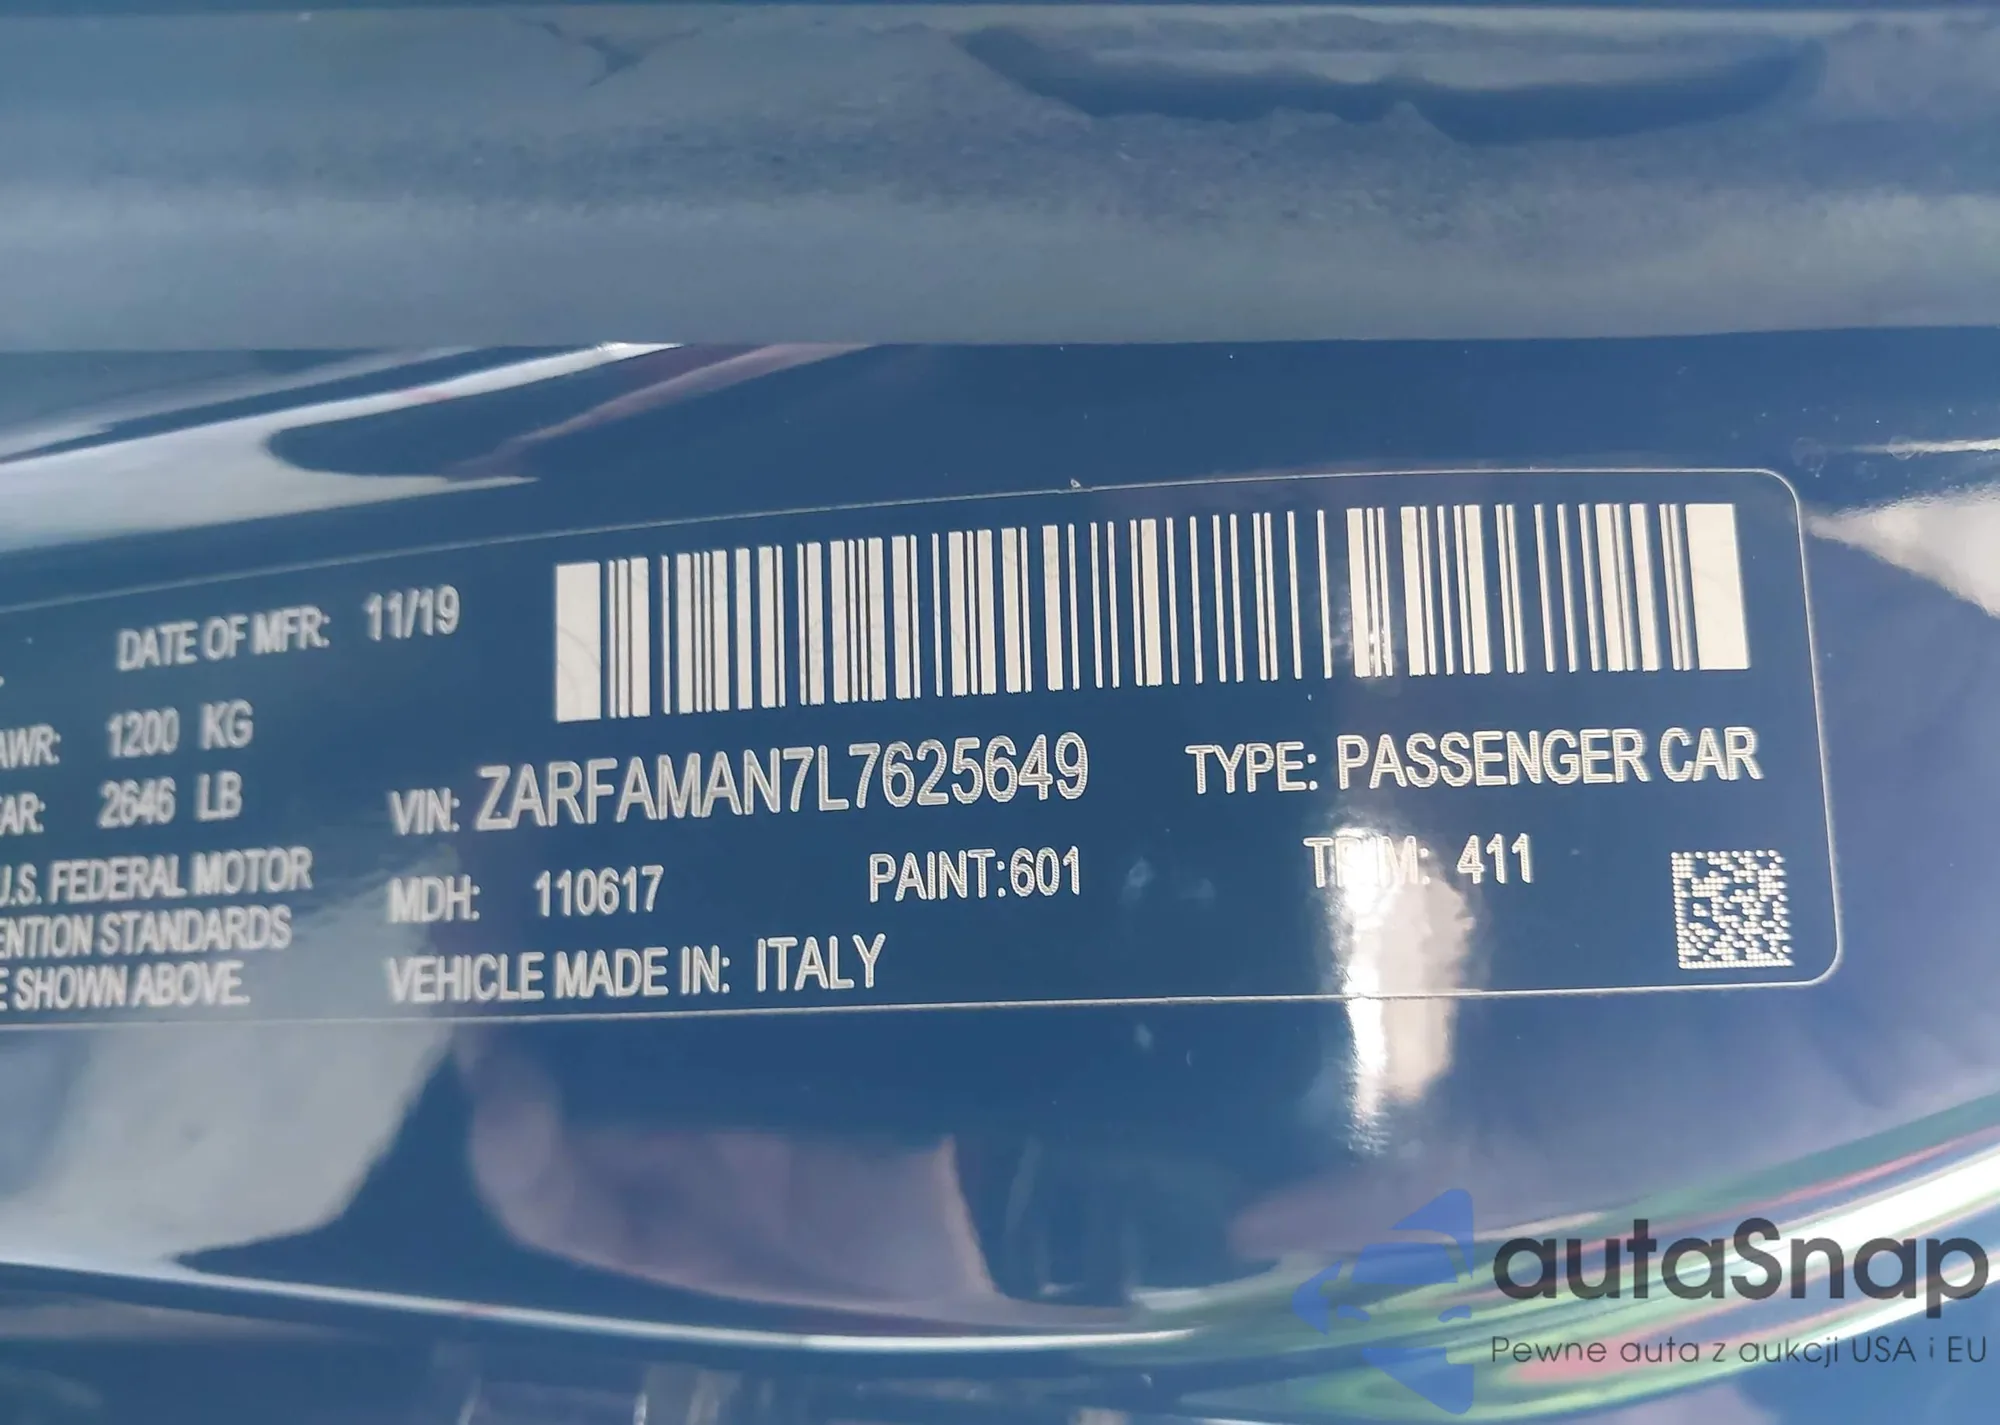 DATE OF MFR: 11/19
AWR: 1200 KG
AR: 2646 LB
U.S. FEDERAL MOTOR
ENTION STANDARDS
E SHOWN ABOVE.
VIN: ZARFAMAN7L7625649
TYPE: PASSENGER CAR
MDH: 110617
PAINT:601
TRIM: 411
VEHICLE MADE IN: ITALY
autaSnap
Pewne auta z aukcji USA i EU